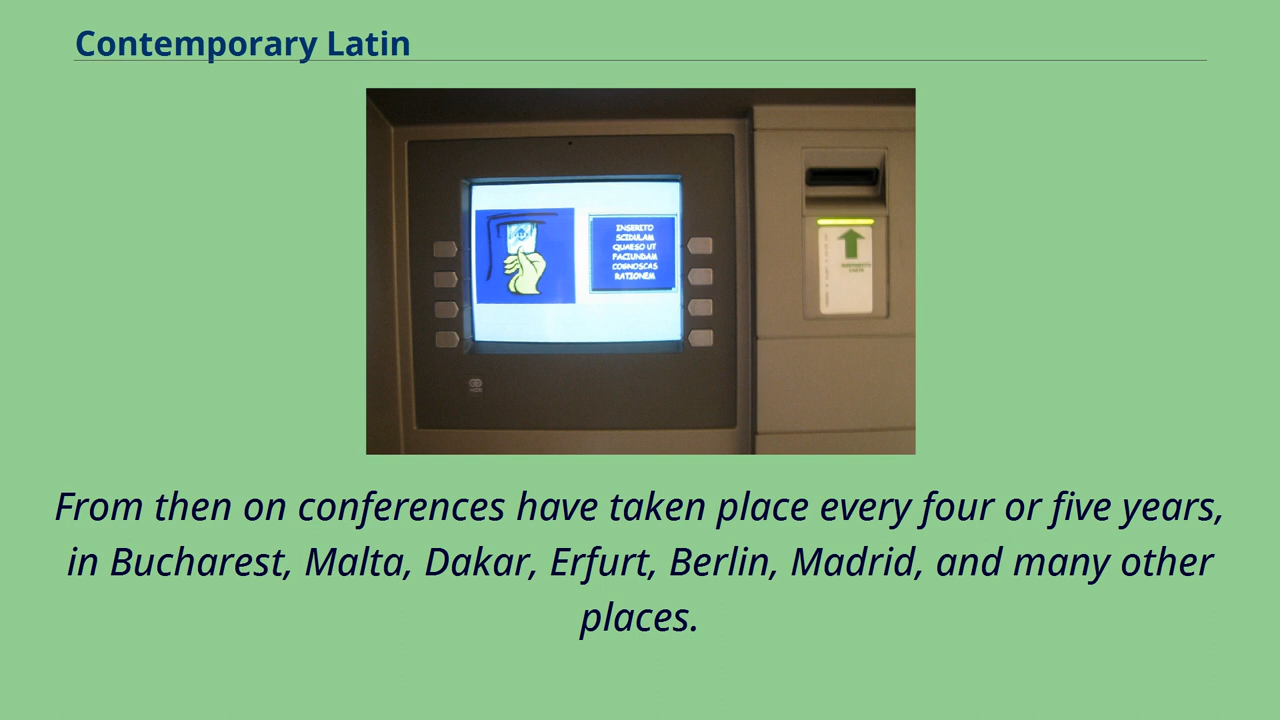 Contemporary Latin
INSERITO
SCIDULAM
QUAESO UT
FACIUNDAM
COGNOSCAS
RATIONEM
From then on conferences have taken place every four or five years,
in Bucharest, Malta, Dakar, Erfurt, Berlin, Madrid, and many other
places.